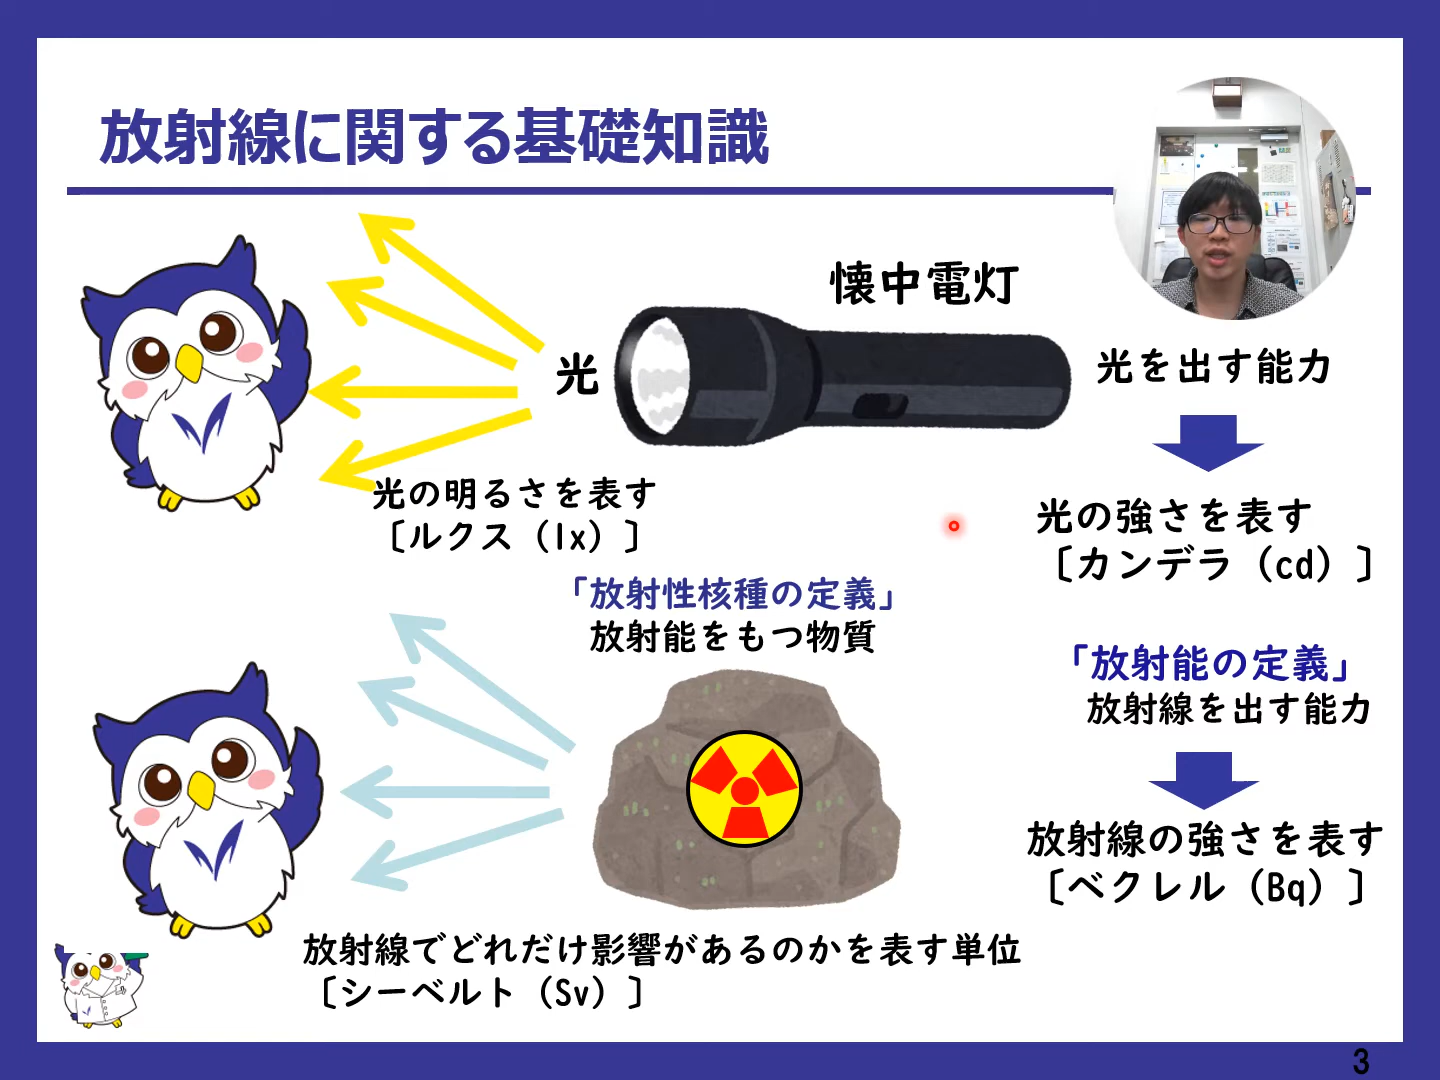 放射線に関する基礎知識
懐中電灯
光
光を出す能力
光の明るさを表す
〔ルクス（lx）〕
光の強さを表す
〔カンデラ（cd）〕
「放射性核種の定義」
放射能をもつ物質
「放射能の定義」
放射線を出す能力
放射線の強さを表す
〔ベクレル（Bq）〕
放射線でどれだけ影響があるのかを表す単位
〔シーベルト（Sv）〕
3